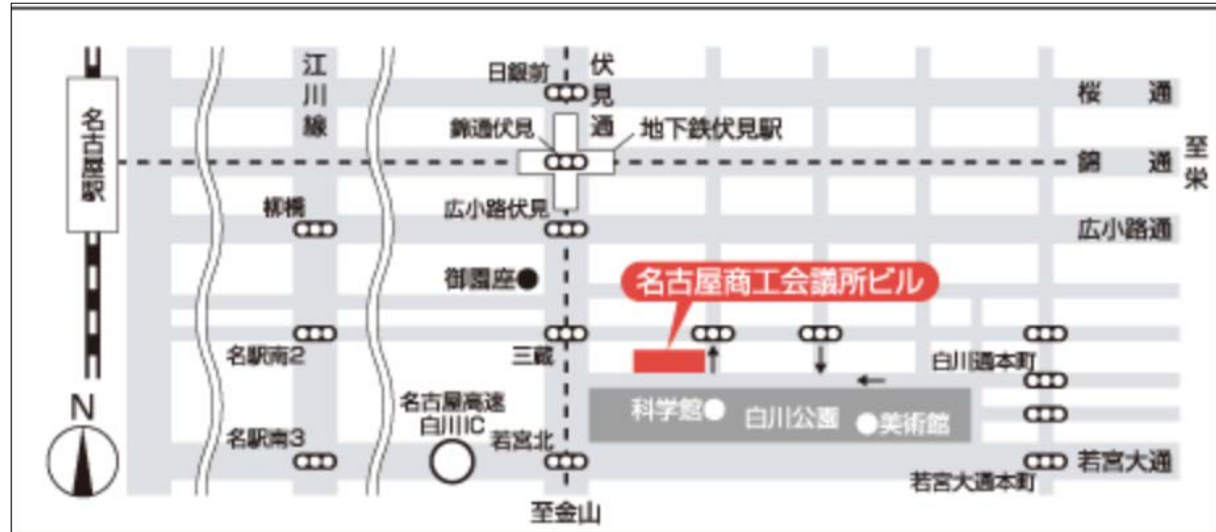 江川線
日銀前
伏見通
桜通
名古屋駅
錦通伏見
地下鉄伏見駅
錦通
至栄
柳橋
広小路伏見
広小路通
御園座
名古屋商工会議所ビル
名駅南2
三蔵
白川通本町
名古屋高速
白川IC
科学館
白川公園
美術館
N
名駅南3
若宮北
若宮大通
若宮大通本町
至金山